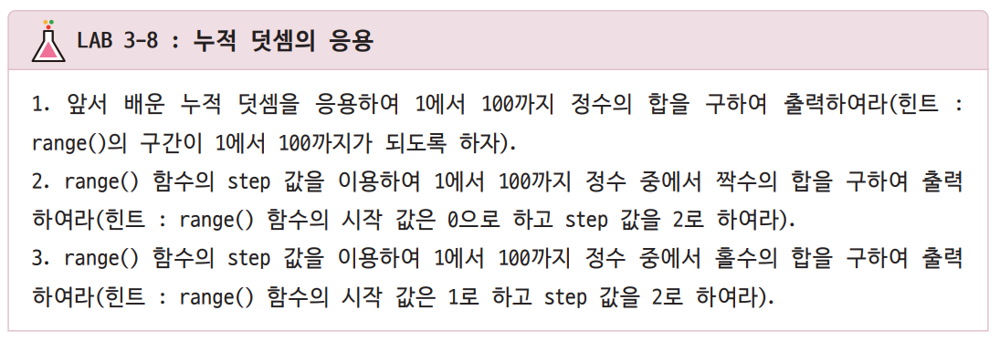 LAB 3-8 : 누적 덧셈의 응용
1. 앞서 배운 누적 덧셈을 응용하여 1에서 100까지 정수의 합을 구하여 출력하여라(힌트 :
range()의 구간이 1에서 100까지가 되도록 하자).
2. range() 함수의 step 값을 이용하여 1에서 100까지 정수 중에서 짝수의 합을 구하여 출력
하여라(힌트 : range() 함수의 시작 값은 0으로 하고 step 값을 2로 하여라).
3. range() 함수의 step 값을 이용하여 1에서 100까지 정수 중에서 홀수의 합을 구하여 출력
하여라(힌트 : range() 함수의 시작 값은 1로 하고 step 값을 2로 하여라).